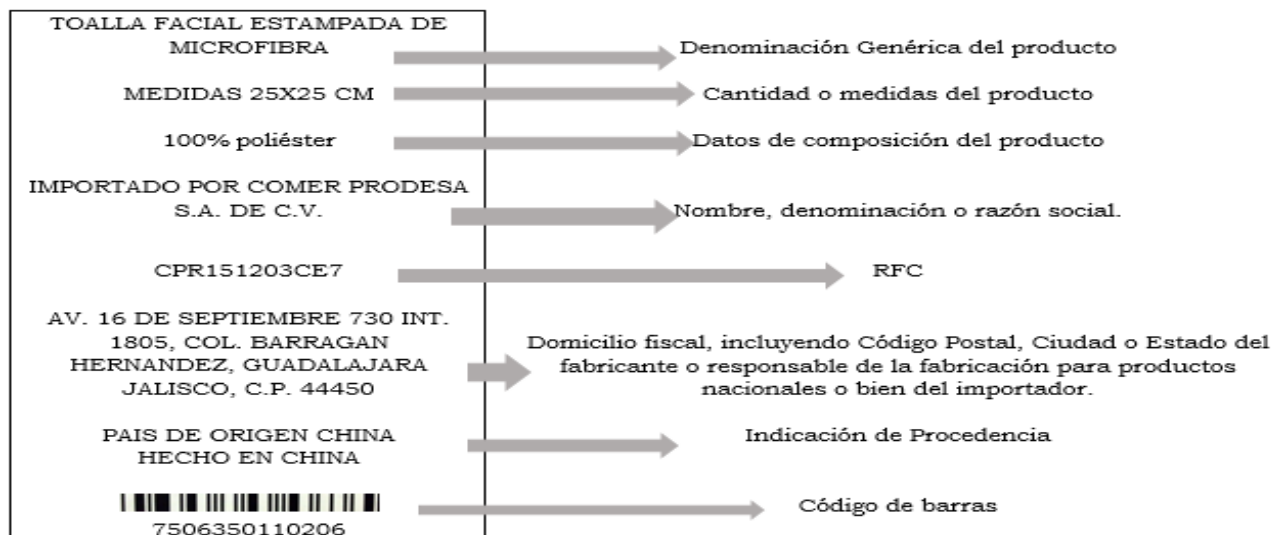 TOALLA FACIAL ESTAMPADA DE
MICROFIBRA
Denominación Genérica del producto
MEDIDAS 25X25 CM
Cantidad o medidas del producto
100% poliéster
Datos de composición del producto
IMPORTADO POR COMER PRODESA
S.A. DE C.V.
Nombre, denominación o razón social.
CPR151203CE7
RFC
AV. 16 DE SEPTIEMBRE 730 INT.
1805, COL. BARRAGAN
HERNANDEZ, GUADALAJARA
JALISCO, C.P. 44450
Domicilio fiscal, incluyendo Código Postal, Ciudad o Estado del
fabricante o responsable de la fabricación para productos
nacionales o bien del importador.
PAIS DE ORIGEN CHINA
HECHO EN CHINA
Indicación de Procedencia
Código de barras
7506350110206